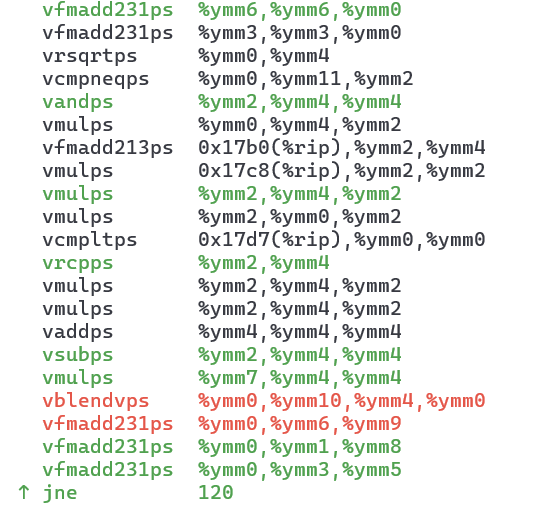 vfmadd231ps %ymm6,%ymm6,%ymm0
vfmadd231ps %ymm3,%ymm3,%ymm0
vrsqrtps %ymm0,%ymm4
vcmpneqps %ymm0,%ymm11,%ymm2
vandps %ymm2,%ymm4,%ymm4
vmulps %ymm0,%ymm4,%ymm2
vfmadd213ps 0x17b0(%rip),%ymm2,%ymm4
vmulps 0x17c8(%rip),%ymm2,%ymm2
vmulps %ymm2,%ymm4,%ymm2
vmulps %ymm2,%ymm0,%ymm2
vcmpltps 0x17d7(%rip),%ymm0,%ymm0
vrcpps %ymm2,%ymm4
vmulps %ymm2,%ymm4,%ymm2
vmulps %ymm2,%ymm4,%ymm2
vaddps %ymm4,%ymm4,%ymm4
vsubps %ymm2,%ymm4,%ymm4
vmulps %ymm7,%ymm4,%ymm4
vblendvps %ymm0,%ymm10,%ymm4,%ymm0
vfmadd231ps %ymm0,%ymm6,%ymm9
vfmadd231ps %ymm0,%ymm1,%ymm8
vfmadd231ps %ymm0,%ymm3,%ymm5
↑ jne 120